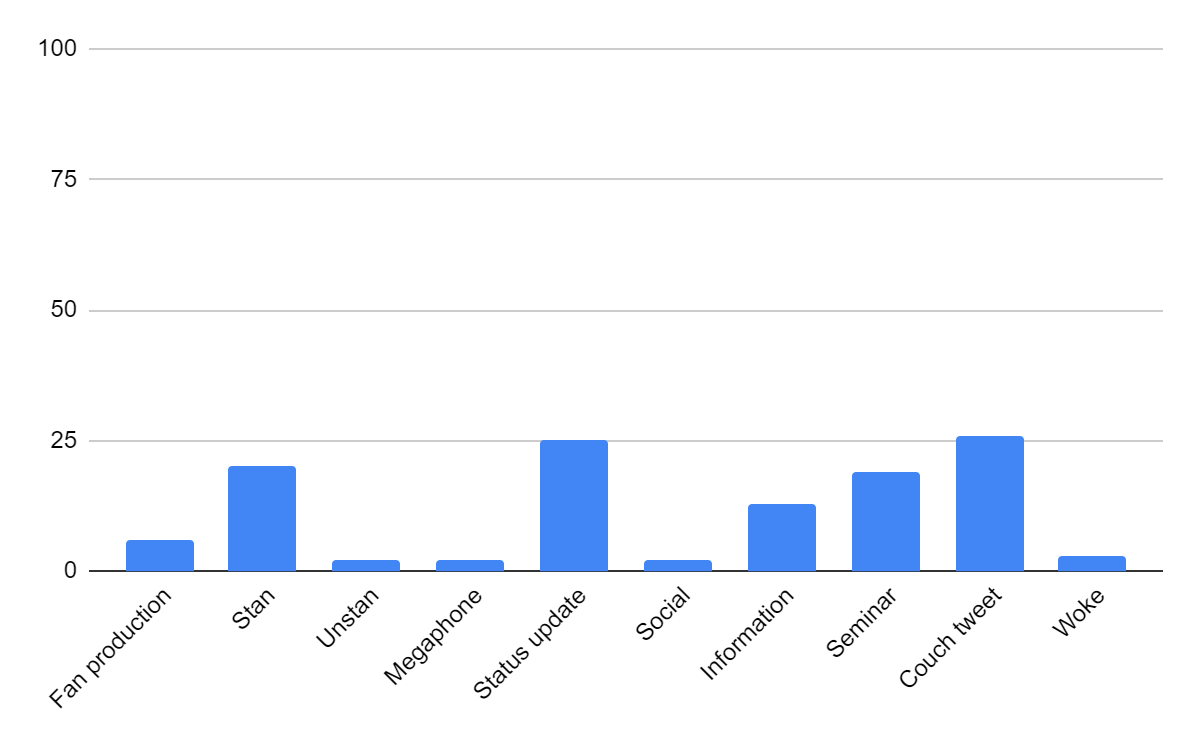 100
75
50
25
0
Fan production
Stan
Unstan
Megaphone
Status update
Social
Information
Seminar
Couch tweet
Woke